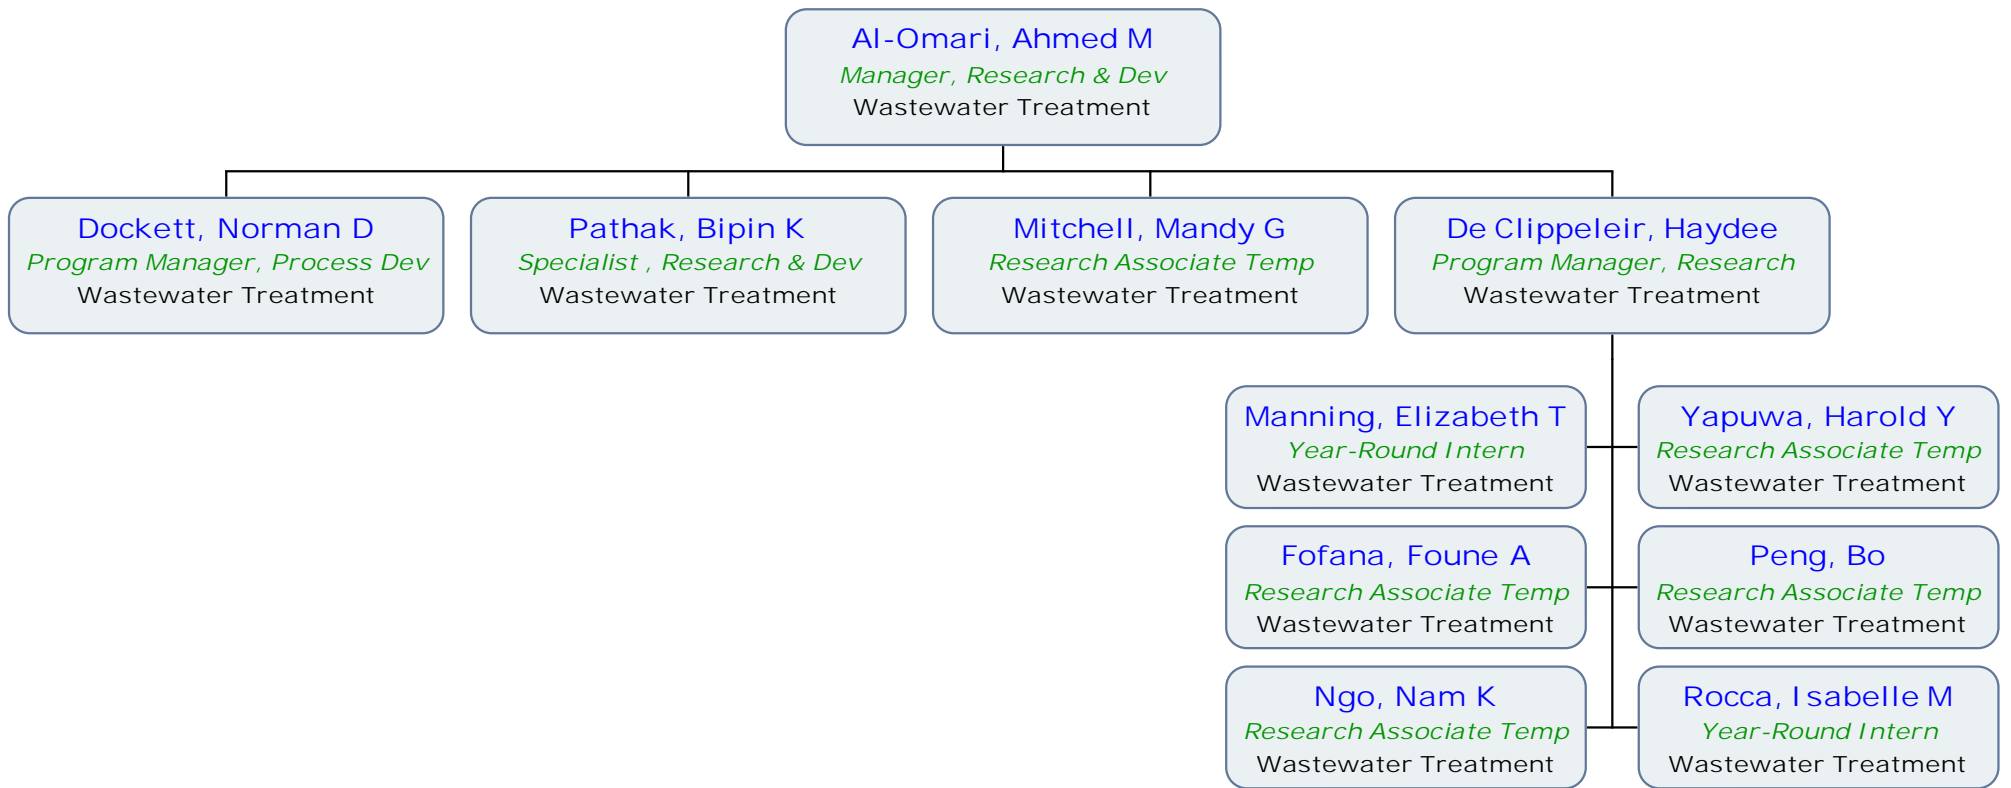 Al-Omari, Ahmed M
Manager, Research & Dev
Wastewater Treatment
Dockett, Norman D
Program Manager, Process Dev
Wastewater Treatment
Pathak, Bipin K
Specialist , Research & Dev
Wastewater Treatment
Mitchell, Mandy G
Research Associate Temp
Wastewater Treatment
De Clippeleir, Haydee
Program Manager, Research
Wastewater Treatment
Manning, Elizabeth T
Year-Round Intern
Wastewater Treatment
Yapuwa, Harold Y
Research Associate Temp
Wastewater Treatment
Fofana, Foune A
Research Associate Temp
Wastewater Treatment
Peng, Bo
Research Associate Temp
Wastewater Treatment
Ngo, Nam K
Research Associate Temp
Wastewater Treatment
Rocca, Isabelle M
Year-Round Intern
Wastewater Treatment